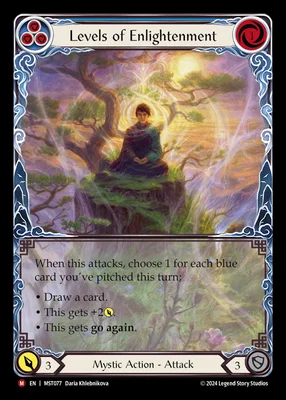 Levels of Enlightenment
When this attacks, choose 1 for each blue
card you've pitched this turn:
• Draw a card.
• This gets +2.
• This gets go again.
3 Mystic Action - Attack 3
M EN | MST077 Daria Khlebnikova © 2024 Legend Story Studios